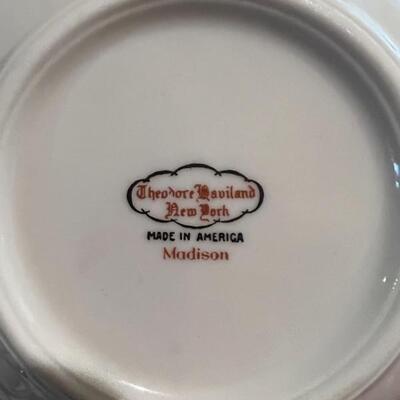 Theodore Haviland
New York
MADE IN AMERICA
Madison